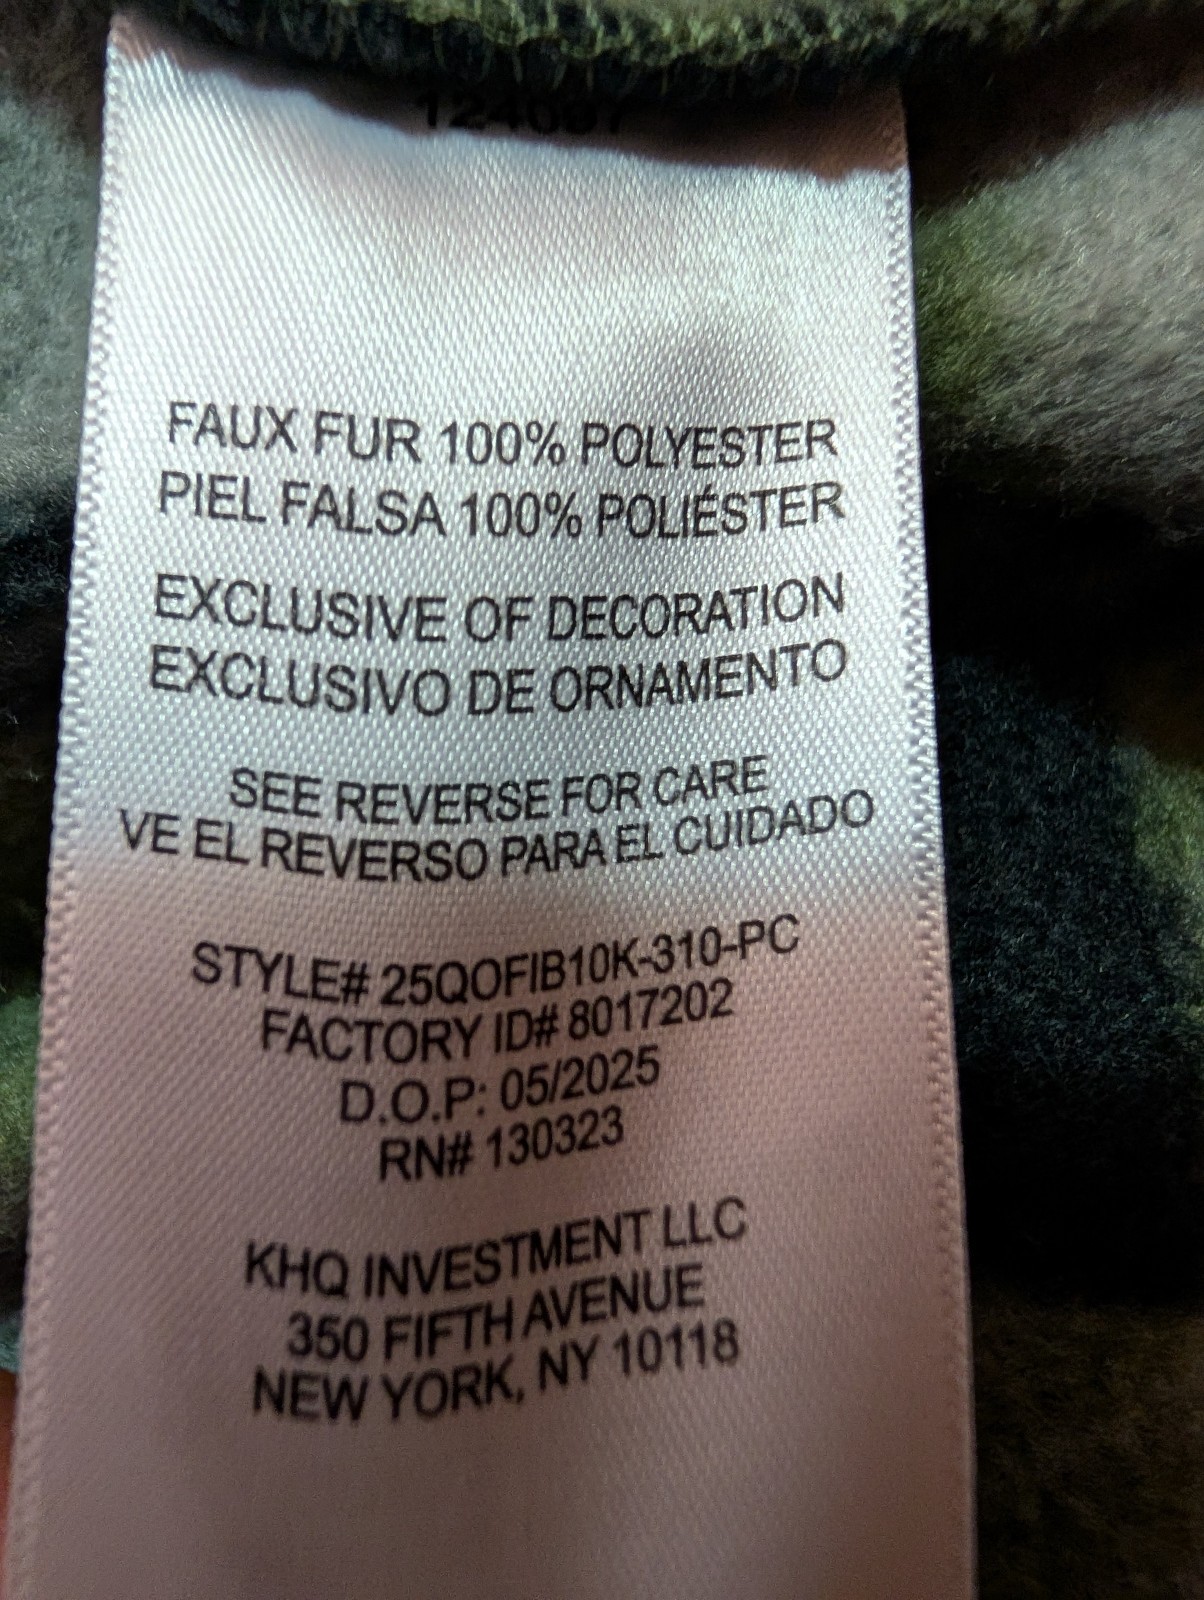 FAUX FUR 100% POLYESTER
PIEL FALSA 100% POLIÉSTER
EXCLUSIVE OF DECORATION
EXCLUSIVO DE ORNAMENTO
SEE REVERSE FOR CARE
VE EL REVERSO PARA EL CUIDADO
STYLE# 25QOFIB10K-310-PC
FACTORY ID# 8017202
D.O.P: 05/2025
RN# 130323
KHQ INVESTMENT LLC
350 FIFTH AVENUE
NEW YORK, NY 10118